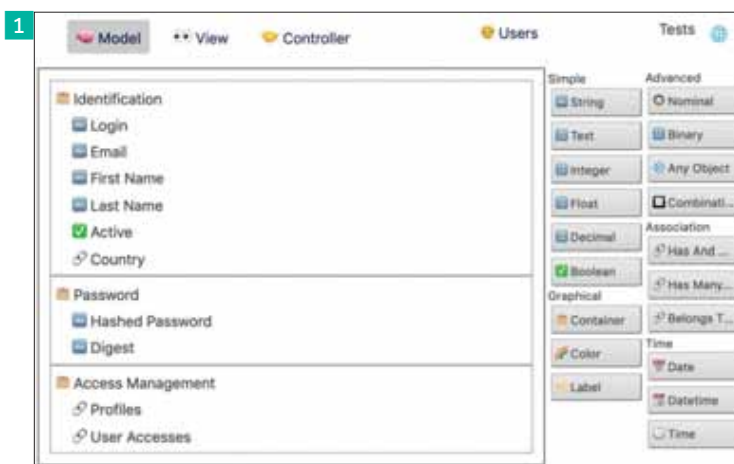 1
Model View Controller Users Tests
Identification
Login
Email
First Name
Last Name
Active
Country
Password
Hashed Password
Digest
Access Management
Profiles
User Accesses
Simple
String
Text
Integer
Float
Decimal
Boolean
Graphical
Container
Color
Label
Advanced
Nominal
Binary
Any Object
Combinati...
Association
Has And ...
Has Many...
Belongs T...
Time
Date
Datetime
Time